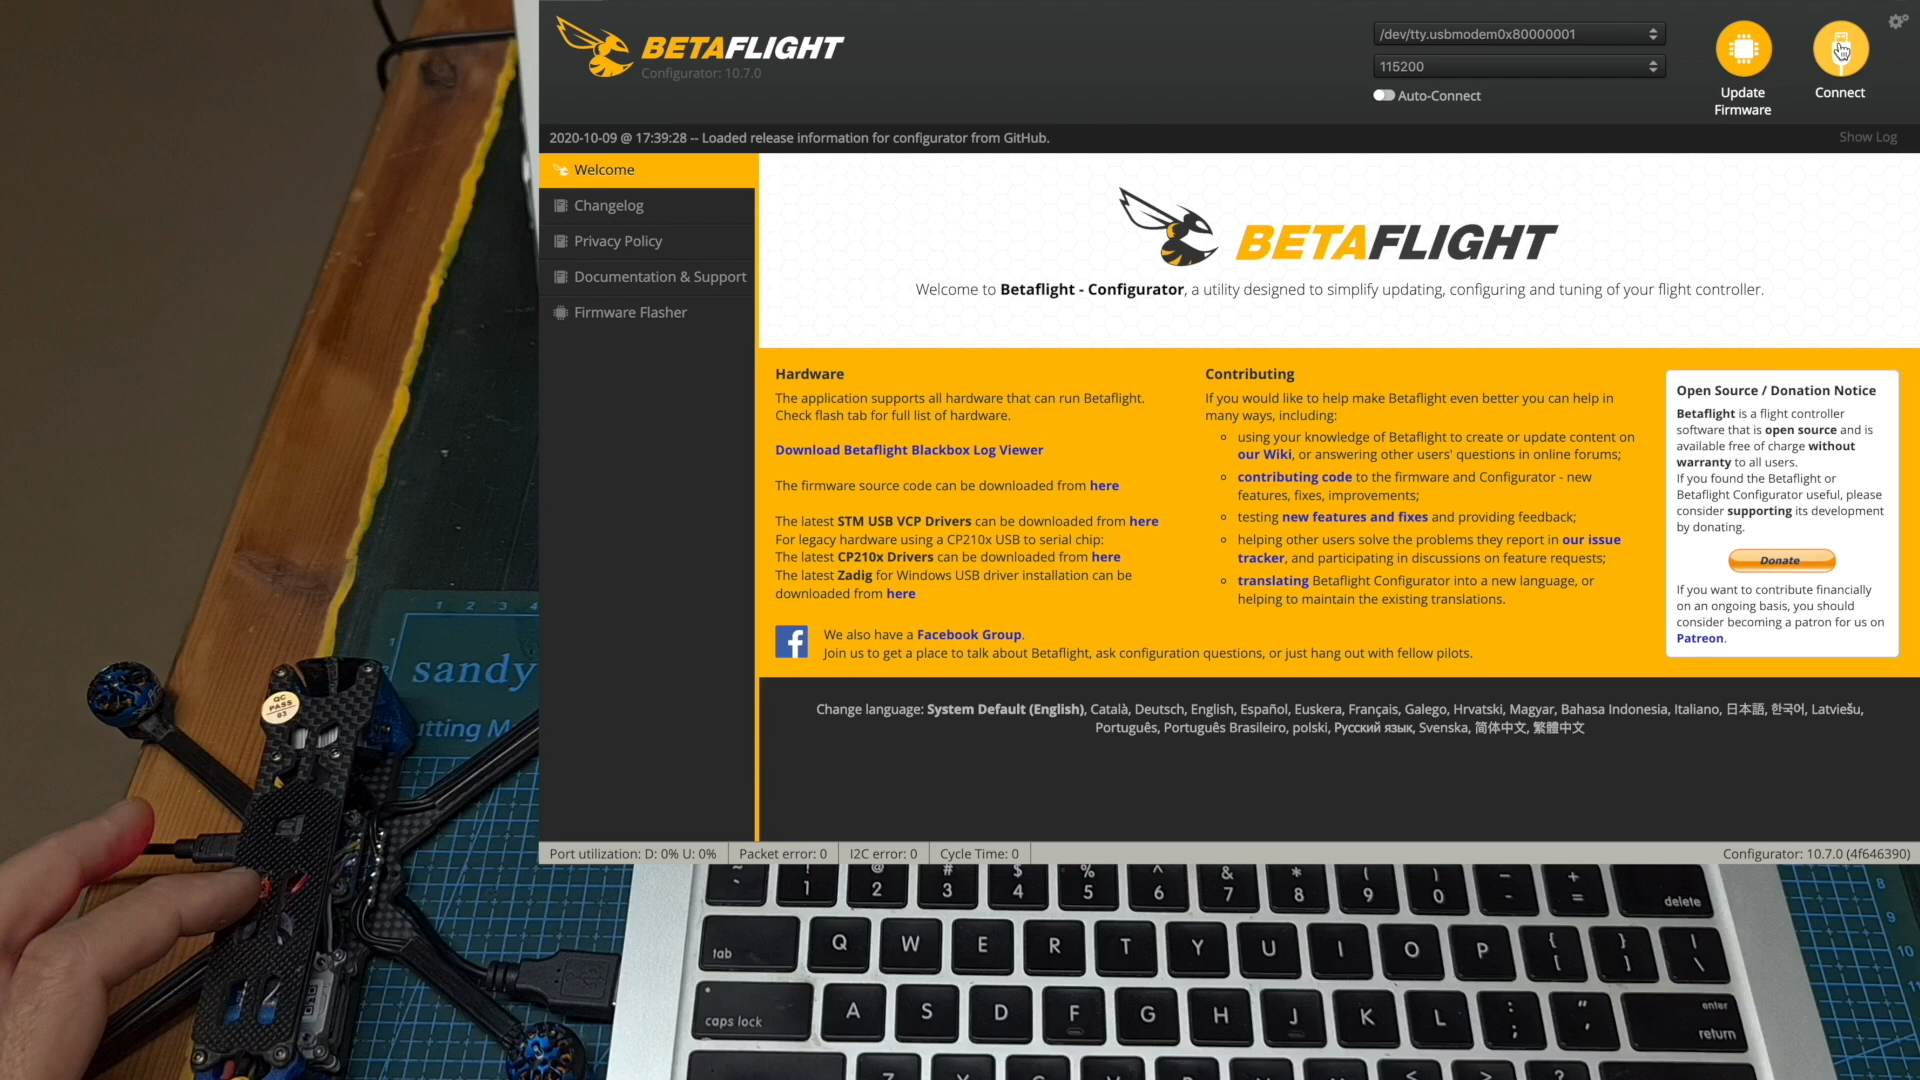 BETAFLIGHT
Configurator: 10.7.0
/dev/tty.usbmodem0x80000001
115200
Auto-Connect
Update
Firmware
Connect
2020-10-09 @ 17:39:28 -- Loaded release information for configurator from GitHub.
Show Log
Welcome
Changelog
Privacy Policy
Documentation & Support
Firmware Flasher
BETAFLIGHT
Welcome to Betaflight - Configurator, a utility designed to simplify updating, configuring and tuning of your flight controller.
Hardware
The application supports all hardware that can run Betaflight.
Check flash tab for full list of hardware.
Download Betaflight Blackbox Log Viewer
The firmware source code can be downloaded from here
The latest STM USB VCP Drivers can be downloaded from here
For legacy hardware using a CP210x USB to serial chip:
The latest CP210x Drivers can be downloaded from here
The latest Zadig for Windows USB driver installation can be
downloaded from here
Contributing
If you would like to help make Betaflight even better you can help in
many ways, including:
using your knowledge of Betaflight to create or update content on
our Wiki, or answering other users' questions in online forums;
contributing code to the firmware and Configurator - new
features, fixes, improvements;
testing new features and fixes and providing feedback;
helping other users solve the problems they report in our issue
tracker, and participating in discussions on feature requests;
translating Betaflight Configurator into a new language, or
helping to maintain the existing translations.
Open Source / Donation Notice
Betaflight is a flight controller
software that is open source and is
available free of charge without
warranty to all users.
If you found the Betaflight or
Betaflight Configurator useful, please
consider supporting its development
by donating.
Donate
If you want to contribute financially
on an ongoing basis, you should
consider becoming a patron for us on
Patreon.
We also have a Facebook Group.
Join us to get a place to talk about Betaflight, ask configuration questions, or just hang out with fellow pilots.
Change language: System Default (English), Català, Deutsch, English, Español, Euskera, Français, Galego, Hrvatski, Magyar, Bahasa Indonesia, Italiano, 日本語, 한국어, Latviešu,
Português, Português Brasileiro, polski, Русский язык, Svenska, 简体中文, 繁體中文
Port utilization: D: 0% U: 0%
Packet error: 0
I2C error: 0
Cycle Time: 0
Configurator: 10.7.0 (4f646390)
1 2 3 4
1
sandy
utting M
QC
PASS
03
~ ! @ # $ % ^ & * ( ) _ +
1 2 3 4 5 6 7 8 9 0 - = delete
tab Q W E R T Y U I O P { [ } ] | \
caps lock A S D F G H J K L : ; " ' enter return
Z X C < > ?
8
9
10
11